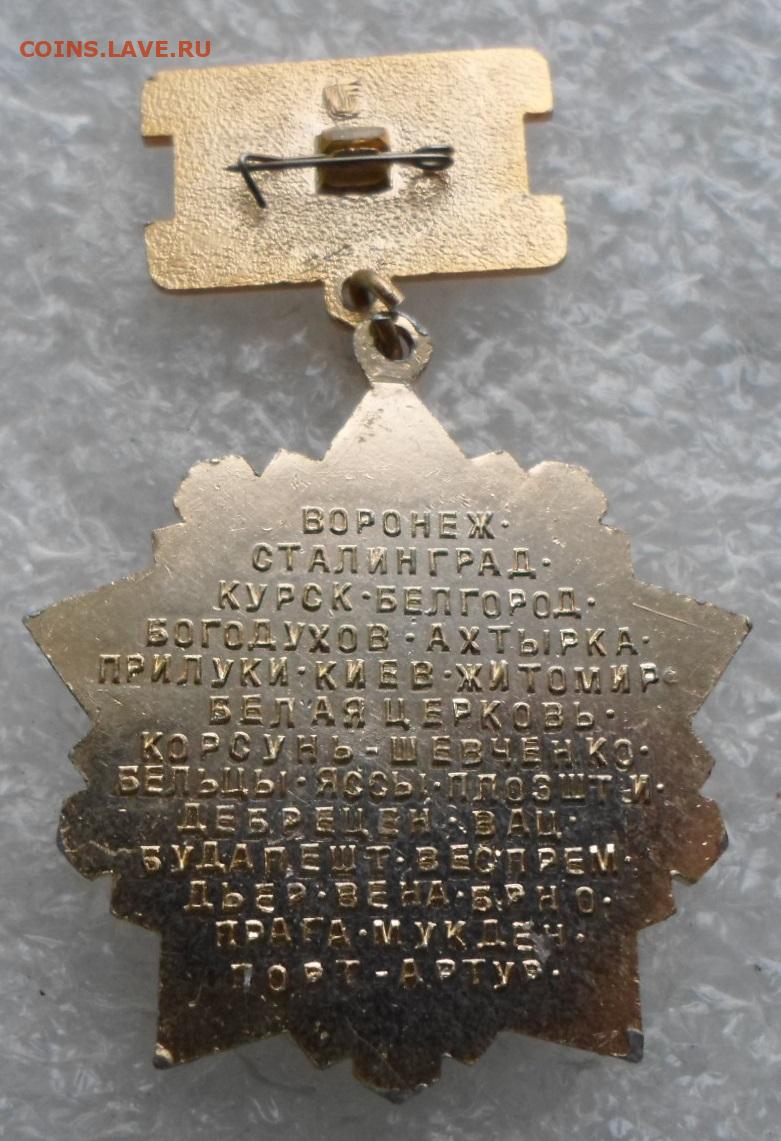 COINS.LAVE.RU
ВОРОНЕЖ·
СТАЛИНГРАД·
КУРСК·БЕЛГОРОД·
БОГОДУХОВ·АХТЫРКА·
ПРИЛУКИ·КИЕВ·ЖИТОМИР·
БЕЛАЯ ЦЕРКОВЬ·
КОРСУНЬ-ШЕВЧЕНКО·
БЕЛЬЦЫ·ЯССЫ·ПЛОЭШТИ·
ДЕБРЕЦЕН·ВАЦ·
БУДАПЕШТ·ВЕСПРЕМ·
ДЬЕР·ВЕНА·БРНО·
ПРАГА·МУКДЕН·
ПОРТ-АРТУР·